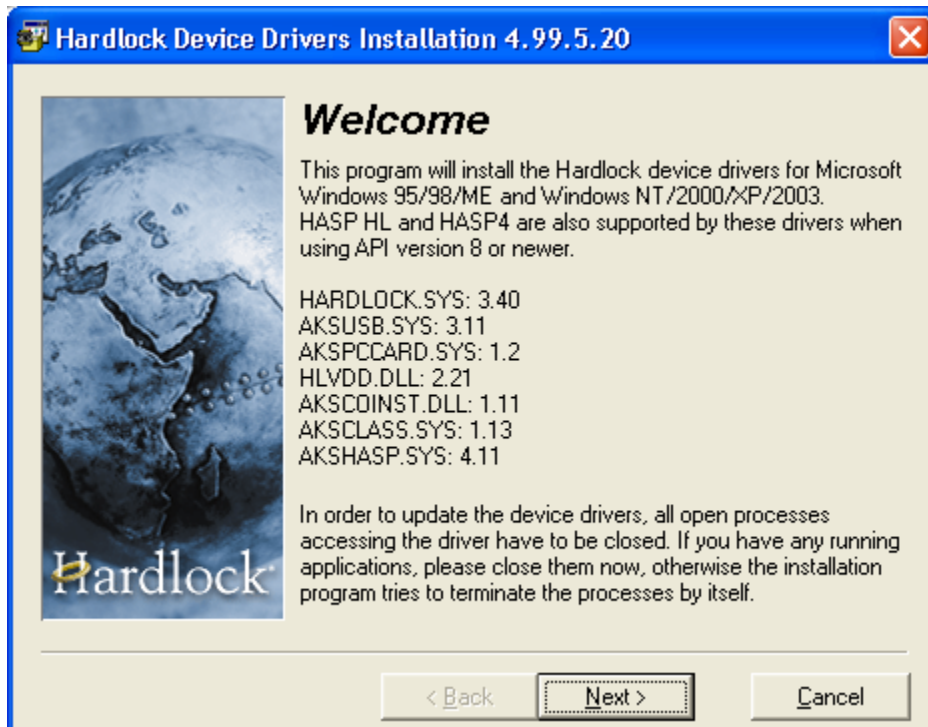 Hardlock Device Drivers Installation 4.99.5.20
Welcome
This program will install the Hardlock device drivers for Microsoft
Windows 95/98/ME and Windows NT/2000/XP/2003.
HASP HL and HASP4 are also supported by these drivers when
using API version 8 or newer.
HARDLOCK.SYS: 3.40
AKSUSB.SYS: 3.11
AKSPCCARD.SYS: 1.2
HLVDD.DLL: 2.21
AKSCOINST.DLL: 1.11
AKSCLASS.SYS: 1.13
AKSHASP.SYS: 4.11
In order to update the device drivers, all open processes
accessing the driver have to be closed. If you have any running
applications, please close them now, otherwise the installation
program tries to terminate the processes by itself.
Hardlock
< Back Next > Cancel